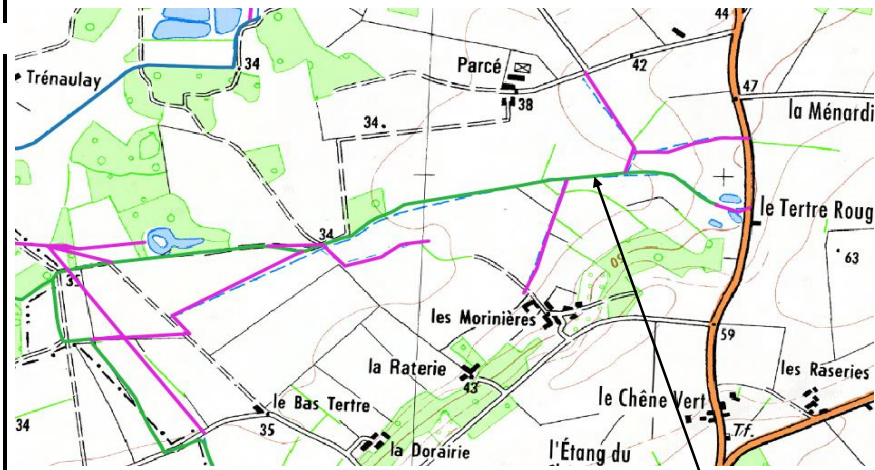 44
Trénaulay
34
Parcé
42
38
47
la Ménardi
34
34
le Tertre Roug
35
63
les Morinières
59
la Raterie
43
les Raseries
le Chêne Vert
le Bas Tertre
34
35
Tf.
la Dorairie
l'Étang du